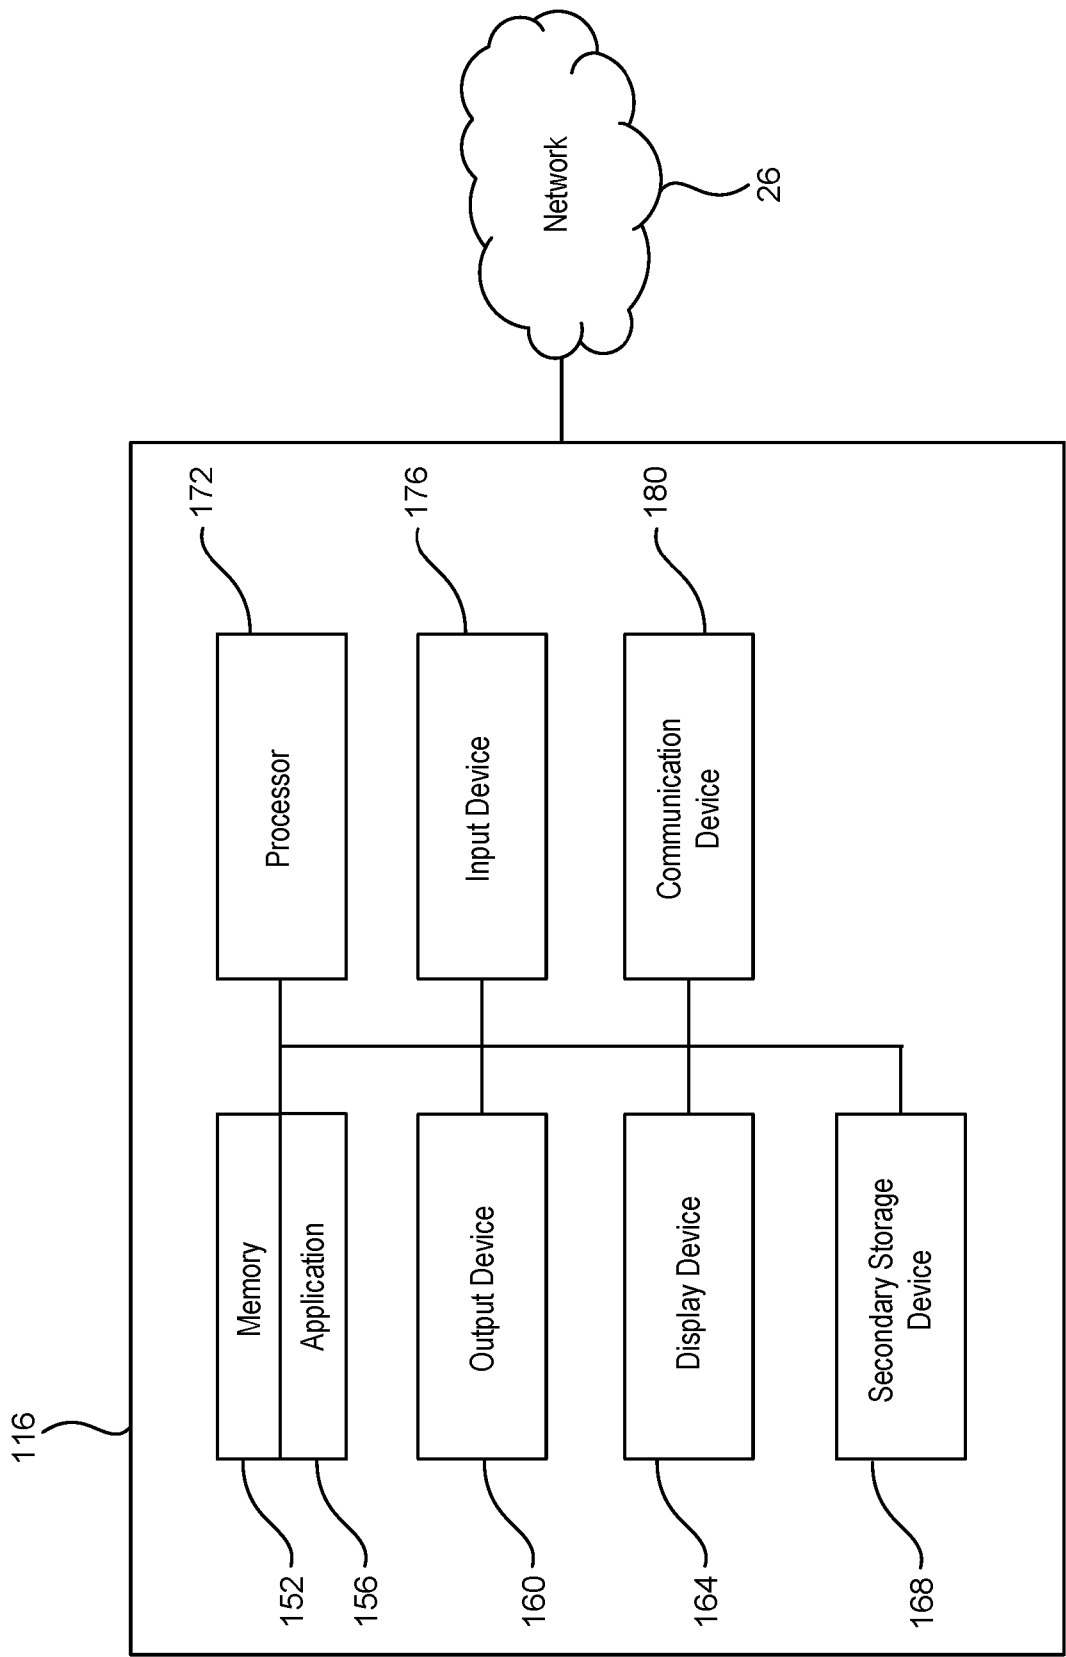 116
152
Memory
156
Application
172
Processor
160
Output Device
176
Input Device
164
Display Device
180
Communication
Device
168
Secondary Storage
Device
Network
26